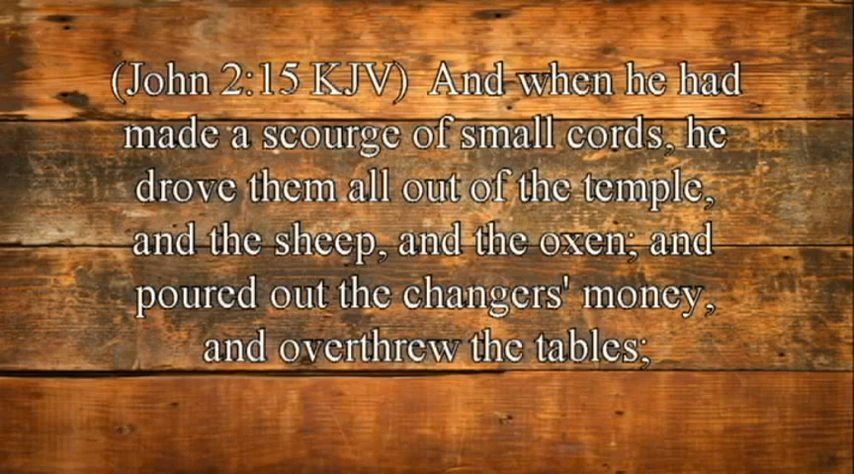 (John 2:15 KJV)  And when he had
made a scourge of small cords, he
drove them all out of the temple,
and the sheep, and the oxen; and
poured out the changers' money,
and overthrew the tables;